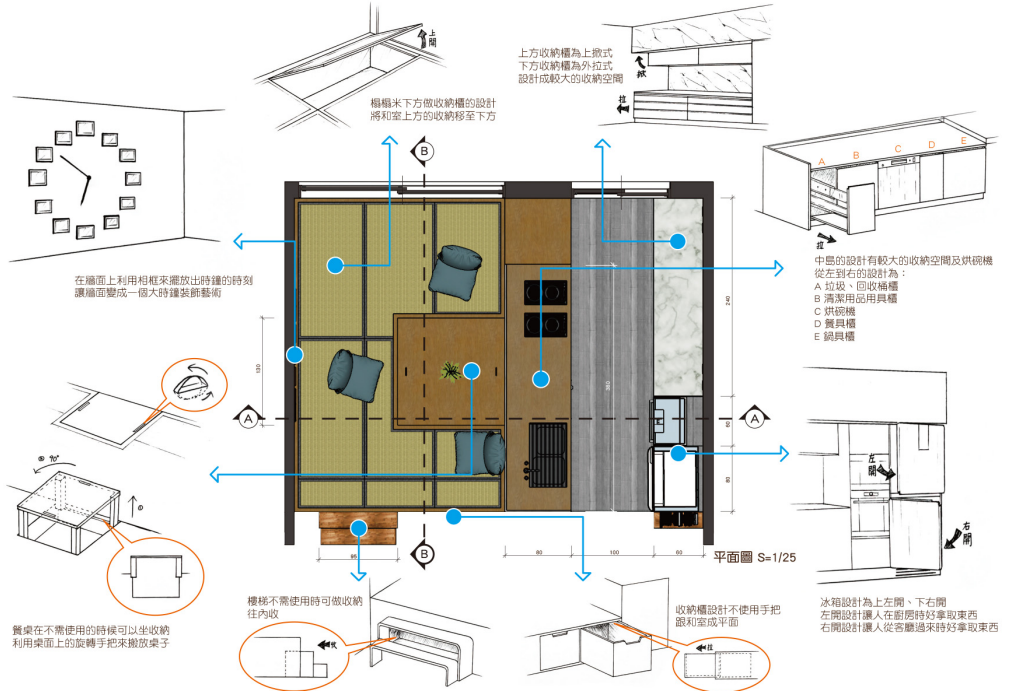 上開
榻榻米下方做收納櫃的設計
將和室上方的收納移至下方
上方收納櫃為上掀式
下方收納櫃為外拉式
設計成較大的收納空間
掀
拉
A B C D E
拉
中島的設計有較大的收納空間及烘碗機
從左到右的設計為：
A 垃圾、回收桶櫃
B 清潔用品用具櫃
C 烘碗機
D 餐具櫃
E 鍋具櫃
在牆面上利用相框來擺放出時鐘的時刻
讓牆面變成一個大時鐘裝飾藝術
B
A
A
B
130
240
360
60
80
95
80
100
60
平面圖 S=1/25
90°
餐桌在不需使用的時候可以坐收納
利用桌面上的旋轉手把來搬放桌子
樓梯不需使用時可做收納
往內收
收
收納櫃設計不使用手把
跟和室成平面
拉
左開
右開
冰箱設計為上左開、下右開
左開設計讓人在廚房時好拿取東西
右開設計讓人從客廳過來時好拿取東西